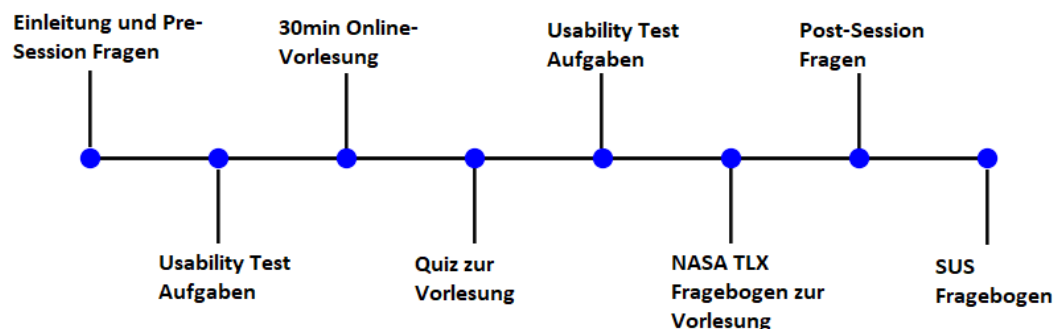 Einleitung und Pre-
Session Fragen
Usability Test
Aufgaben
30min Online-
Vorlesung
Quiz zur
Vorlesung
Usability Test
Aufgaben
NASA TLX
Fragebogen zur
Vorlesung
Post-Session
Fragen
SUS
Fragebogen